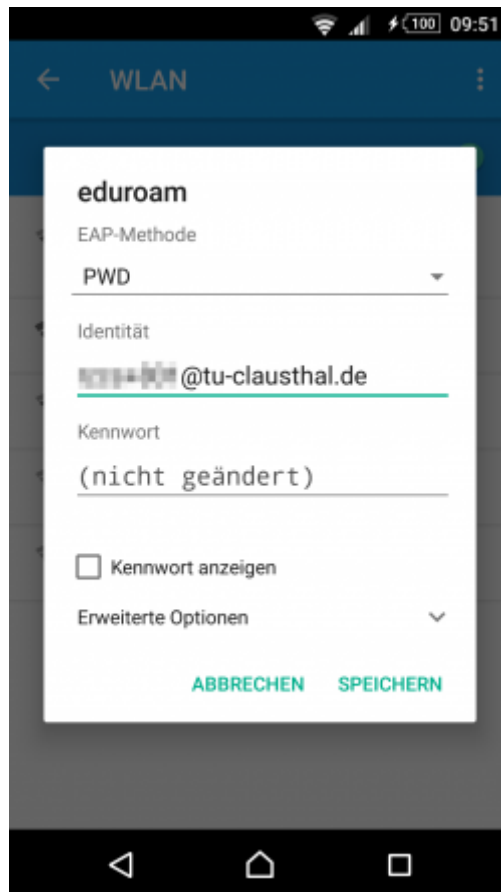 100 09:51
WLAN
eduroam
EAP-Methode
PWD
Identität
@tu-clausthal.de
Kennwort
(nicht geändert)
Kennwort anzeigen
Erweiterte Optionen
ABBRECHEN SPEICHERN